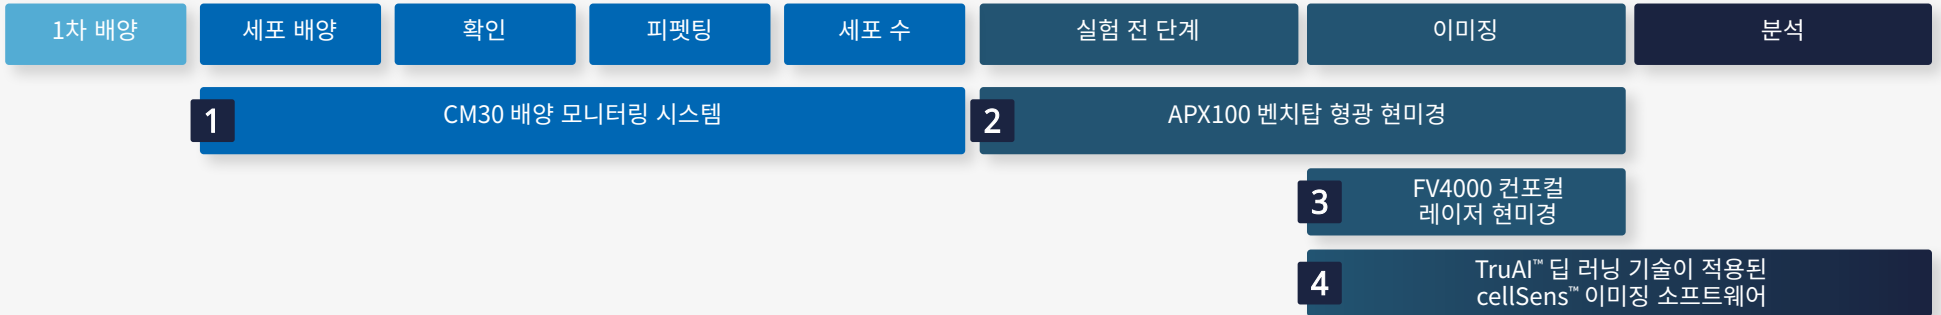 1차 배양
세포 배양
확인
피펫팅
세포 수
실험 전 단계
이미징
분석
1
CM30 배양 모니터링 시스템
2
APX100 벤치탑 형광 현미경
3
FV4000 컨포컬
레이저 현미경
4
TruAI™ 딥 러닝 기술이 적용된
cellSens™ 이미징 소프트웨어